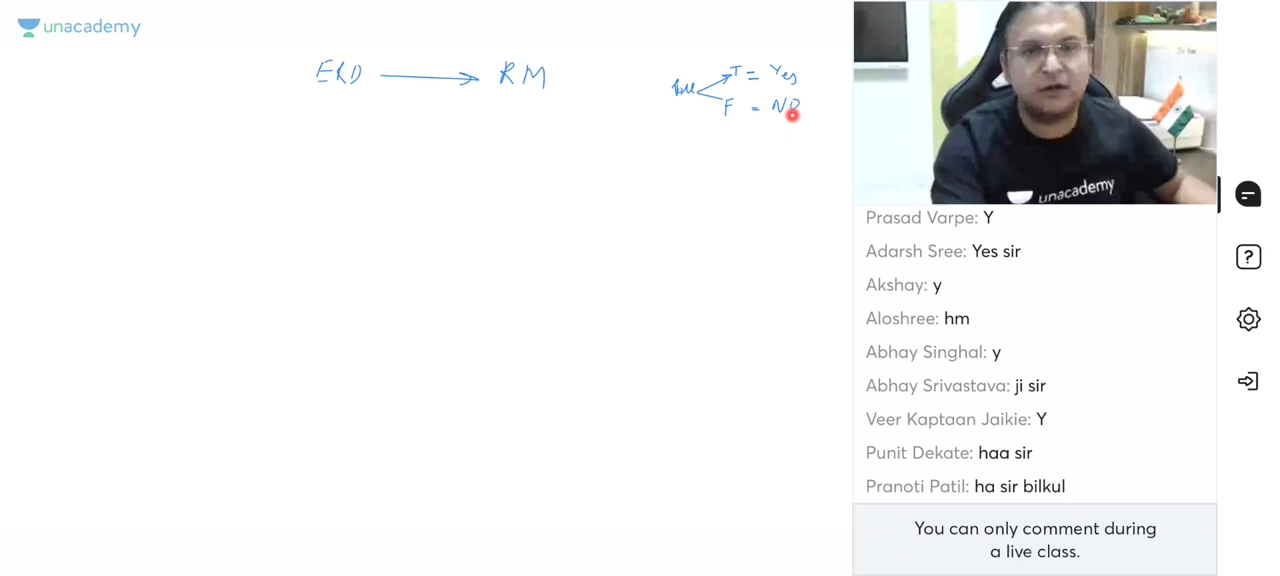 unacademy
ERD → RM
T = Yes
F = NO
unacademy
Prasad Varpe: Y
Adarsh Sree: Yes sir
Akshay: y
Aloshree: hm
Abhay Singhal: y
Abhay Srivastava: ji sir
Veer Kaptaan Jaikie: Y
Punit Dekate: haa sir
Pranoti Patil: ha sir bilkul
You can only comment during
a live class.
?